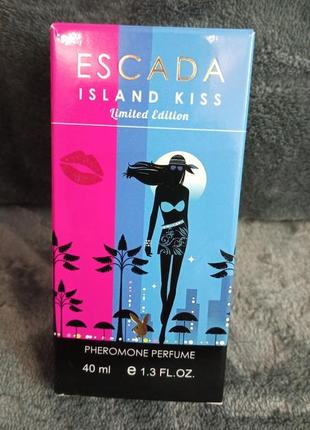 ESCADA
ISLAND KISS
Limited Edition
PHEROMONE PERFUME
40 ml e 1.3 FL.OZ.